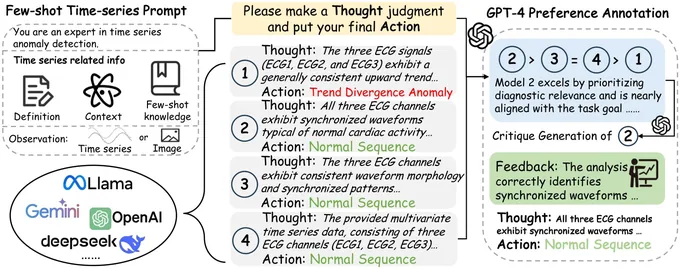 Few-shot Time-series Prompt
You are an expert in time series
anomaly detection.
Time series related info
Definition
Context
Few-shot
knowledge
Observation:
Time series
or
Image
Llama
Gemini
OpenAI
deepseek
......
Please make a Thought judgment
and put your final Action
1
Thought: The three ECG signals
(ECG1, ECG2, and ECG3) exhibit a
generally consistent upward trend...
Action: Trend Divergence Anomaly
2
Thought: All three ECG channels
exhibit synchronized waveforms
typical of normal cardiac activity...
Action: Normal Sequence
3
Thought: The three ECG channels
exhibit consistent waveform morphology
and synchronized patterns...
Action: Normal Sequence
4
Thought: The provided multivariate
time series data, consisting of three
ECG channels (ECG1, ECG2, ECG3)...
Action: Normal Sequence
GPT-4 Preference Annotation
2 > 3 = 4 > 1
Model 2 excels by prioritizing
diagnostic relevance and is nearly
aligned with the task goal ......
Critique Generation of 2
Feedback: The analysis
correctly identifies
synchronized waveforms ...
Thought: All three ECG channels
exhibit synchronized waveforms ...
Action: Normal Sequence